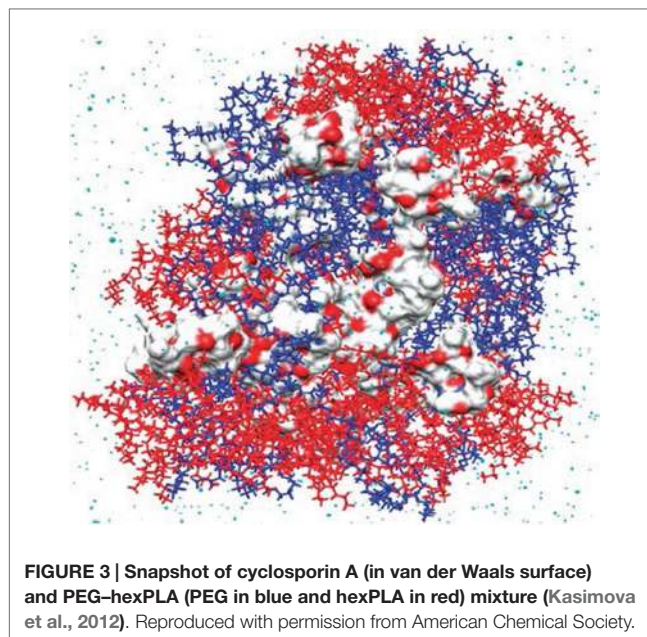 FIGURE 3 | Snapshot of cyclosporin A (in van der Waals surface)
and PEG–hexPLA (PEG in blue and hexPLA in red) mixture (Kasimova
et al., 2012). Reproduced with permission from American Chemical Society.